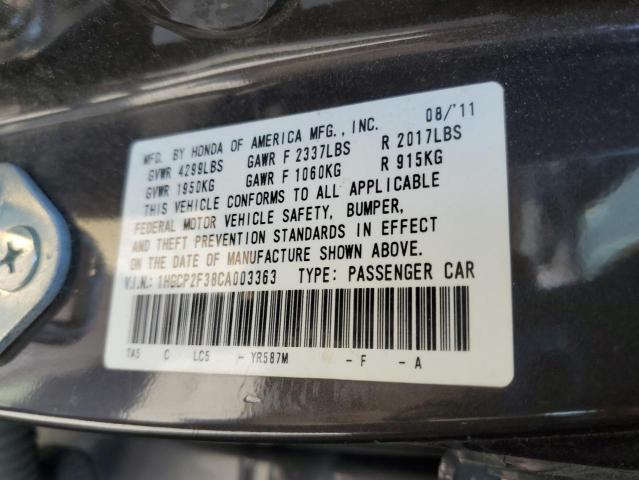 MFG. BY HONDA OF AMERICA MFG., INC. 08/'11
GVWR 4299LBS GAWR F 2337LBS R 2017LBS
GVWR 1950KG GAWR F 1060KG R 915KG
THIS VEHICLE CONFORMS TO ALL APPLICABLE
FEDERAL MOTOR VEHICLE SAFETY, BUMPER,
AND THEFT PREVENTION STANDARDS IN EFFECT
ON THE DATE OF MANUFACTURE SHOWN ABOVE.
V.I.N.: 1HGCP2F38CA003363 TYPE: PASSENGER CAR
TA5 C LC5 - YR587M - F - A